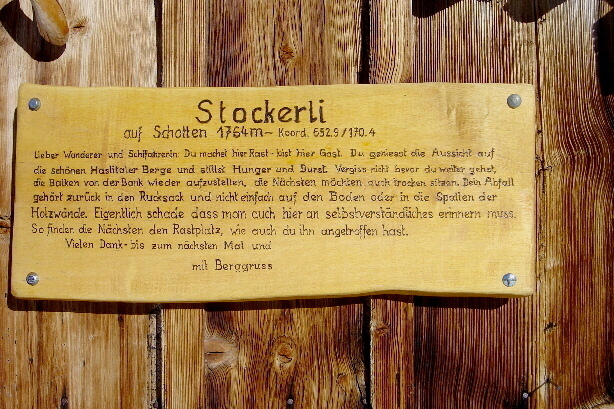 Stockerli
auf Schotten 1764m ~ Koord. 652.9/170.4
Ueber Wanderer und Skifahrerin: Du machst hier Rast - bist hier Gast. Du geniesst die Aussicht auf
die schönen Haslitaler Berge und stillst Hunger und Durst. Vergiss nicht bevor du weiter gehst,
die Balken von der Bank wieder aufzustellen, die Nächsten möchten auch trocken sitzen. Dein Abfall
gehört zurück in den Rucksack und nicht einfach auf den Boden oder in die Spalten der
Holzwände. Eigentlich schade dass man auch hier an selbstverständliches erinnern muss.
So finden die Nächsten den Rastplatz, wie auch du ihn angetroffen hast.
Vielen Dank - bis zum nächsten Mal und
mit Berggruss